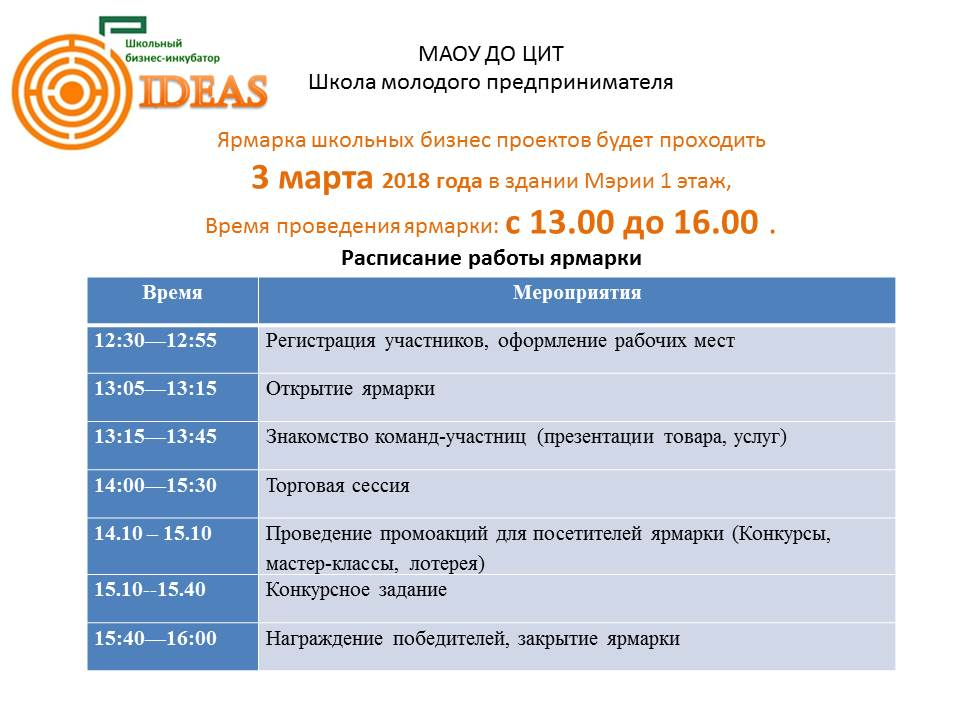 Школьный
бизнес-инкубатор
IDEAS
МАОУ ДО ЦИТ
Школа молодого предпринимателя
Ярмарка школьных бизнес проектов будет проходить
3 марта 2018 года в здании Мэрии 1 этаж,
Время проведения ярмарки: с 13.00 до 16.00 .
Расписание работы ярмарки
Время Мероприятия
12:30—12:55 Регистрация участников, оформление рабочих мест
13:05—13:15 Открытие ярмарки
13:15—13:45 Знакомство команд-участниц (презентации товара, услуг)
14:00—15:30 Торговая сессия
14.10 – 15.10 Проведение промоакций для посетителей ярмарки (Конкурсы,
мастер-классы, лотерея)
15.10--15.40 Конкурсное задание
15:40—16:00 Награждение победителей, закрытие ярмарки